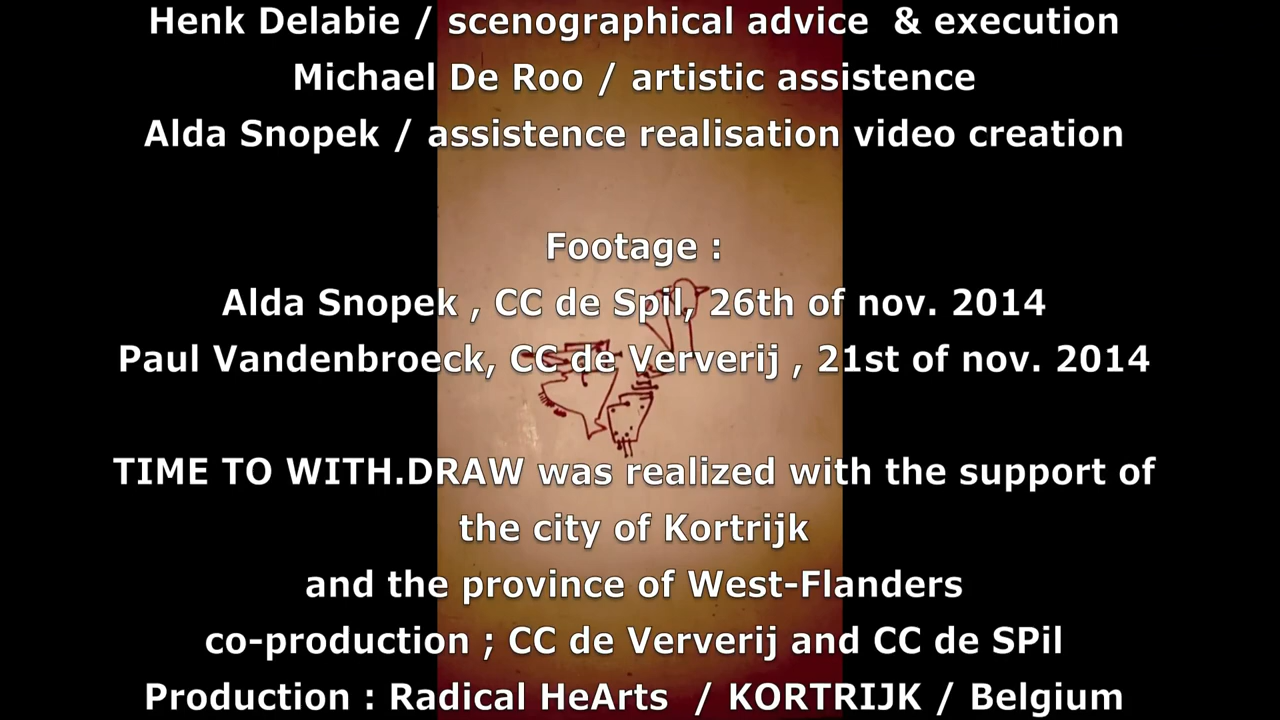 Henk Delabie / scenographical advice & execution
Michael De Roo / artistic assistence
Alda Snopek / assistence realisation video creation
Footage :
Alda Snopek , CC de Spil, 26th of nov. 2014
Paul Vandenbroeck, CC de Ververij , 21st of nov. 2014
TIME TO WITH.DRAW was realized with the support of
the city of Kortrijk
and the province of West-Flanders
co-production ; CC de Ververij and CC de SPil
Production : Radical HeArts / KORTRIJK / Belgium